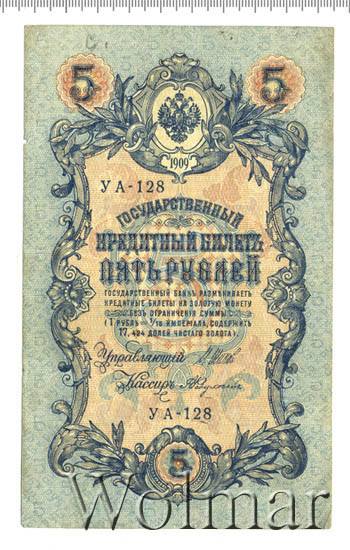 5 5
1909
УА-128
ГОСУДАРСТВЕННЫЙ
КРЕДИТНЫЙ БИЛЕТЪ
ПЯТЬ РУБЛЕЙ
ГОСУДАРСТВЕННЫЙ БАНКЪ РАЗМѢНИВАЕТЪ
КРЕДИТНЫЕ БИЛЕТЫ НА ЗОЛОТУЮ МОНЕТУ
БЕЗЪ ОГРАНИЧЕНІЯ СУММЫ
(1 РУБЛЬ = 1/15 ИМПЕРІАЛА, СОДЕРЖИТЪ
17,424 ДОЛЕЙ ЧИСТАГО ЗОЛОТА).
Управляющій
Кассиръ
УА-128
5
Wolmar